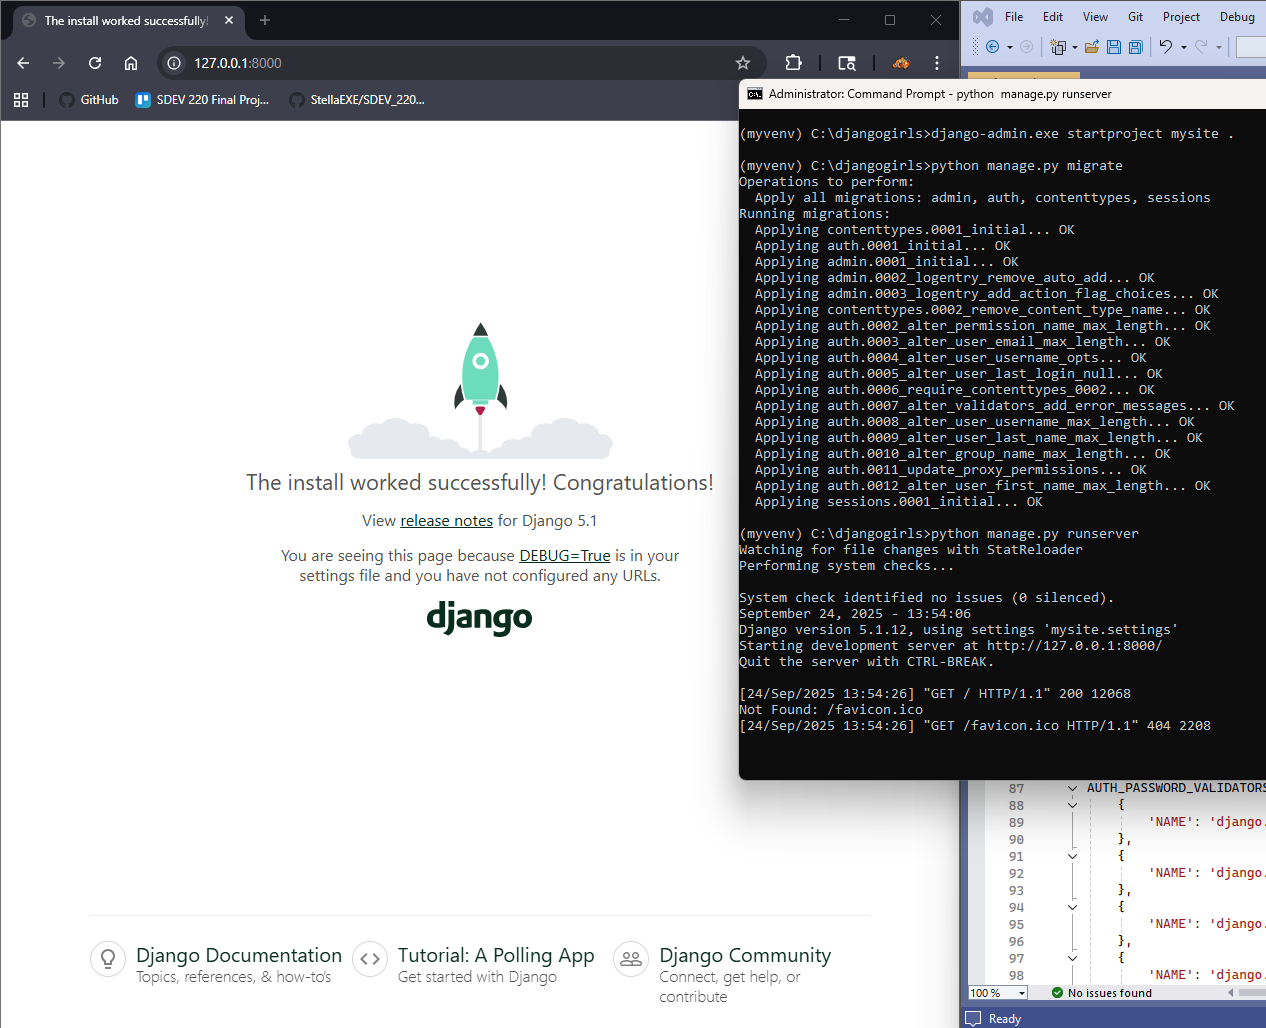 The install worked successfully!
127.0.0.1:8000
GitHub
SDEV 220 Final Proj...
StellaEXE/SDEV_220...
The install worked successfully! Congratulations!
View release notes for Django 5.1
You are seeing this page because DEBUG=True is in your
settings file and you have not configured any URLs.
django
Django Documentation
Topics, references, & how-to's
Tutorial: A Polling App
Get started with Django
Django Community
Connect, get help, or
contribute
File Edit View Git Project Debug
Administrator: Command Prompt - python  manage.py runserver
(myvenv) C:\djangogirls>django-admin.exe startproject mysite .
(myvenv) C:\djangogirls>python manage.py migrate
Operations to perform:
  Apply all migrations: admin, auth, contenttypes, sessions
Running migrations:
  Applying contenttypes.0001_initial... OK
  Applying auth.0001_initial... OK
  Applying admin.0001_initial... OK
  Applying admin.0002_logentry_remove_auto_add... OK
  Applying admin.0003_logentry_add_action_flag_choices... OK
  Applying contenttypes.0002_remove_content_type_name... OK
  Applying auth.0002_alter_permission_name_max_length... OK
  Applying auth.0003_alter_user_email_max_length... OK
  Applying auth.0004_alter_user_username_opts... OK
  Applying auth.0005_alter_user_last_login_null... OK
  Applying auth.0006_require_contenttypes_0002... OK
  Applying auth.0007_alter_validators_add_error_messages... OK
  Applying auth.0008_alter_user_username_max_length... OK
  Applying auth.0009_alter_user_last_name_max_length... OK
  Applying auth.0010_alter_group_name_max_length... OK
  Applying auth.0011_update_proxy_permissions... OK
  Applying auth.0012_alter_user_first_name_max_length... OK
  Applying sessions.0001_initial... OK
(myvenv) C:\djangogirls>python manage.py runserver
Watching for file changes with StatReloader
Performing system checks...
System check identified no issues (0 silenced).
September 24, 2025 - 13:54:06
Django version 5.1.12, using settings 'mysite.settings'
Starting development server at http://127.0.0.1:8000/
Quit the server with CTRL-BREAK.
[24/Sep/2025 13:54:26] "GET / HTTP/1.1" 200 12068
Not Found: /favicon.ico
[24/Sep/2025 13:54:26] "GET /favicon.ico HTTP/1.1" 404 2208
87 AUTH_PASSWORD_VALIDATORS
88 {
89 'NAME': 'django.
90 },
91 {
92 'NAME': 'django.
93 },
94 {
95 'NAME': 'django.
96 },
97 {
98 'NAME': 'django.
100 %
No issues found
Ready